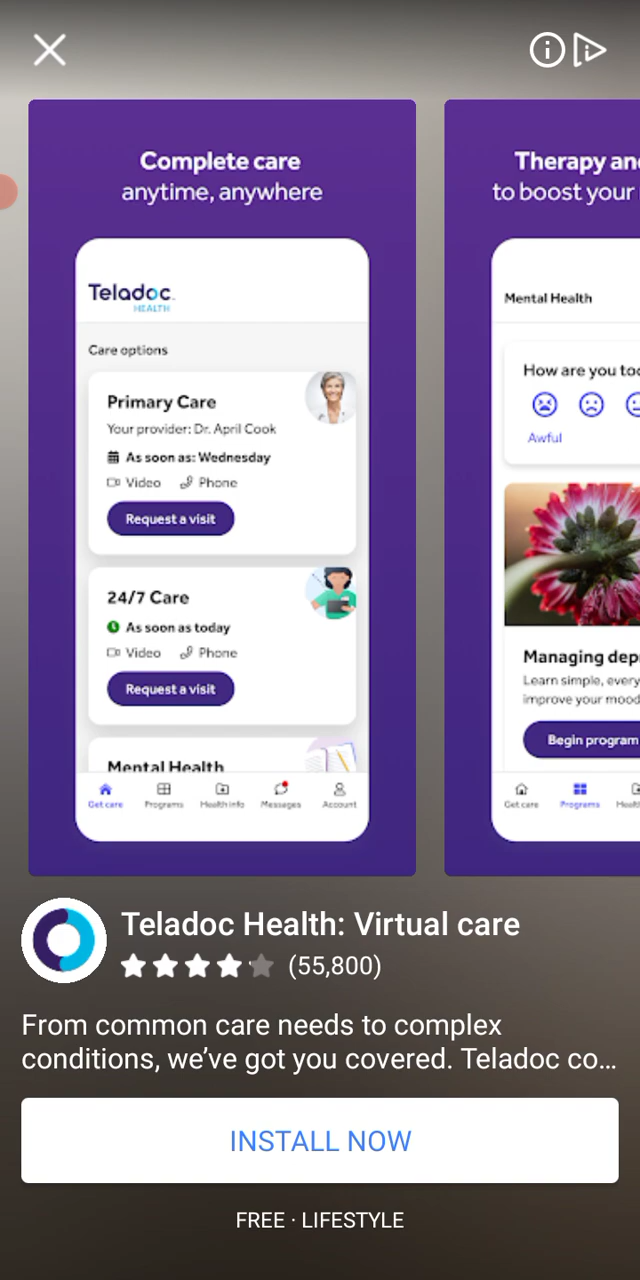 Complete care
anytime, anywhere
Teladoc
HEALTH
Care options
Primary Care
Your provider: Dr. April Cook
As soon as: Wednesday
Video Phone
Request a visit
24/7 Care
As soon as today
Video Phone
Request a visit
Mental Health
Get care Programs Health info Messages Account
Therapy an
to boost your
Mental Health
How are you to
Awful
Managing dep
Learn simple, every
improve your mood
Begin program
Get care Programs Healt
Teladoc Health: Virtual care
(55,800)
From common care needs to complex
conditions, we’ve got you covered. Teladoc co…
INSTALL NOW
FREE · LIFESTYLE